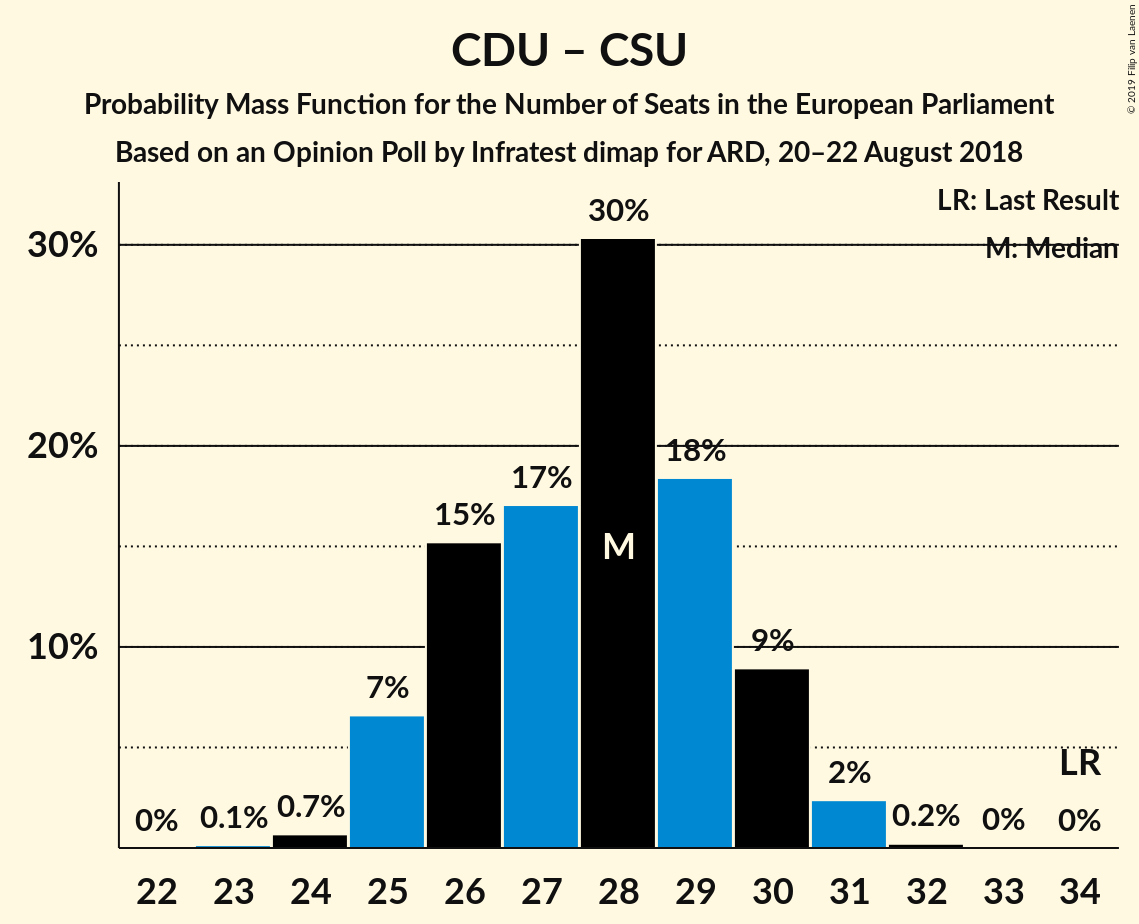 CDU – CSU
Probability Mass Function for the Number of Seats in the European Parliament
Based on an Opinion Poll by Infratest dimap for ARD, 20–22 August 2018
© 2019 Filip van Laenen
LR: Last Result
M: Median
30%
20%
10%
0%
0.1%
0.7%
7%
15%
17%
30%
18%
9%
2%
0.2%
0%
0%
M
LR
22 23 24 25 26 27 28 29 30 31 32 33 34